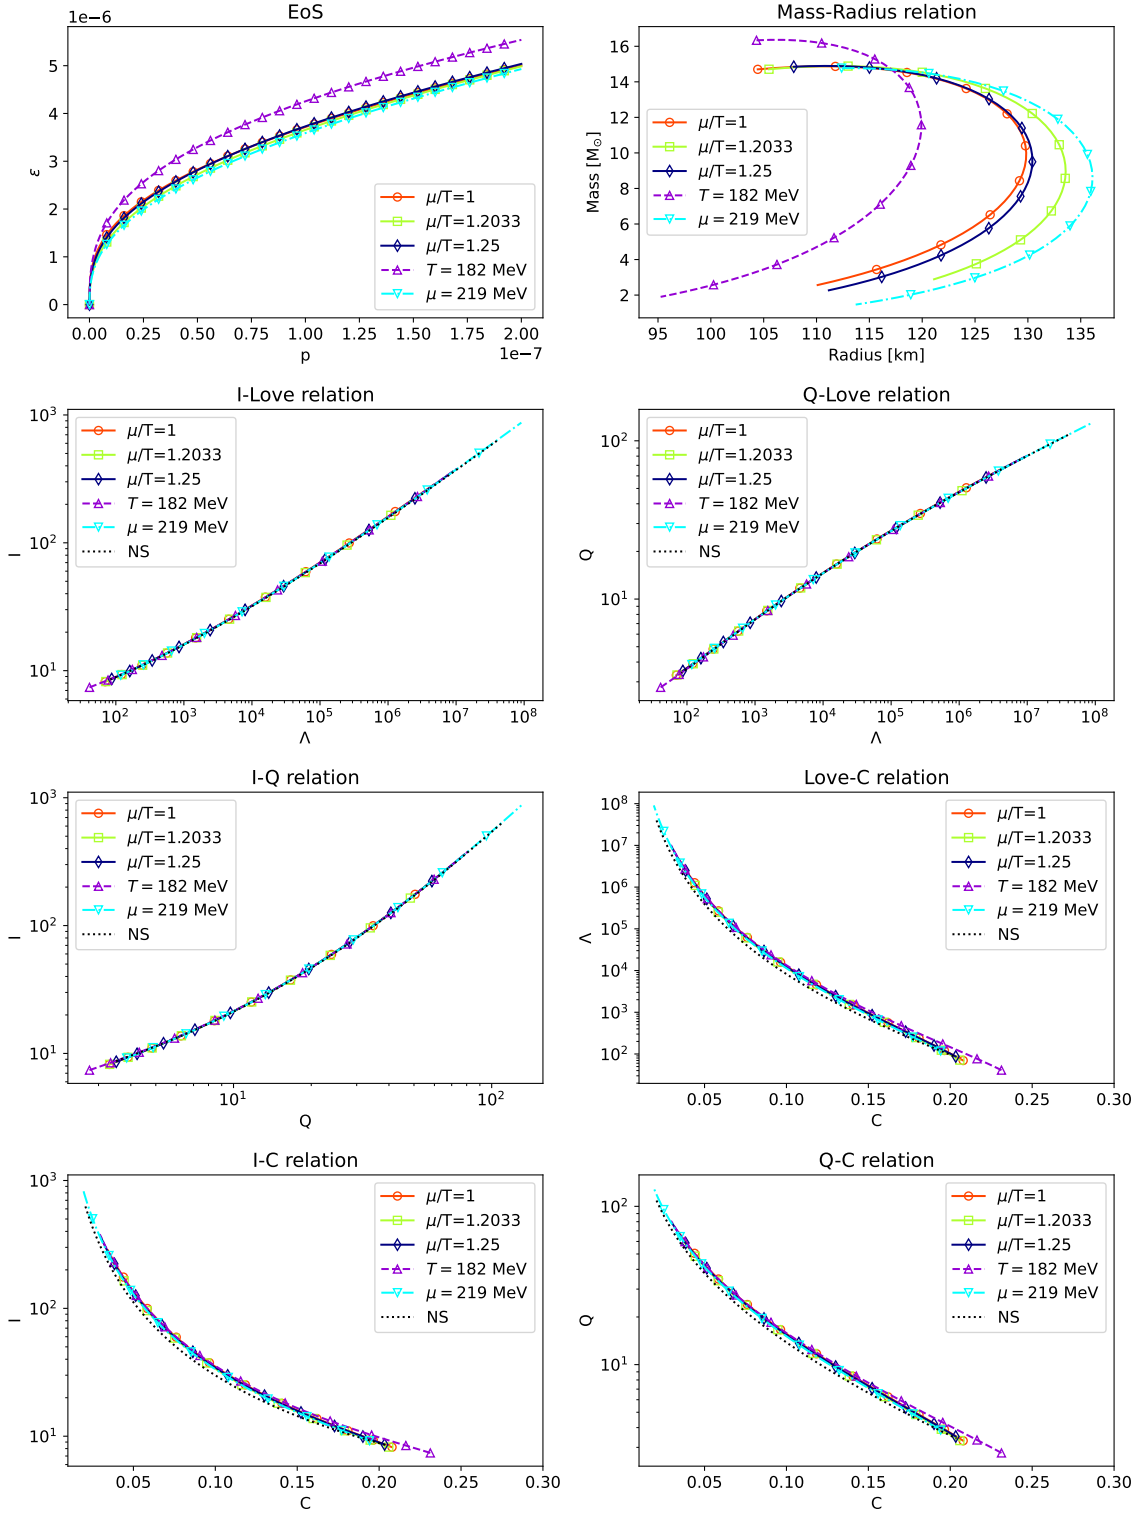 EoS
1e−6
ε
5
4
3
2
1
0
μ/T=1
μ/T=1.2033
μ/T=1.25
T = 182 MeV
μ = 219 MeV
0.00 0.25 0.50 0.75 1.00 1.25 1.50 1.75 2.00
p
1e−7
Mass-Radius relation
Mass [M⊙]
16
14
12
10
8
6
4
2
μ/T=1
μ/T=1.2033
μ/T=1.25
T = 182 MeV
μ = 219 MeV
95 100 105 110 115 120 125 130 135
Radius [km]
I-Love relation
I
10³
10²
10¹
μ/T=1
μ/T=1.2033
μ/T=1.25
T = 182 MeV
μ = 219 MeV
NS
10² 10³ 10⁴ 10⁵ 10⁶ 10⁷ 10⁸
Λ
Q-Love relation
Q
10²
10¹
μ/T=1
μ/T=1.2033
μ/T=1.25
T = 182 MeV
μ = 219 MeV
NS
10² 10³ 10⁴ 10⁵ 10⁶ 10⁷ 10⁸
Λ
I-Q relation
I
10³
10²
10¹
μ/T=1
μ/T=1.2033
μ/T=1.25
T = 182 MeV
μ = 219 MeV
NS
10¹ 10²
Q
Love-C relation
Λ
10⁸
10⁷
10⁶
10⁵
10⁴
10³
10²
μ/T=1
μ/T=1.2033
μ/T=1.25
T = 182 MeV
μ = 219 MeV
NS
0.05 0.10 0.15 0.20 0.25 0.30
C
I-C relation
I
10³
10²
10¹
μ/T=1
μ/T=1.2033
μ/T=1.25
T = 182 MeV
μ = 219 MeV
NS
0.05 0.10 0.15 0.20 0.25 0.30
C
Q-C relation
Q
10²
10¹
μ/T=1
μ/T=1.2033
μ/T=1.25
T = 182 MeV
μ = 219 MeV
NS
0.05 0.10 0.15 0.20 0.25 0.30
C